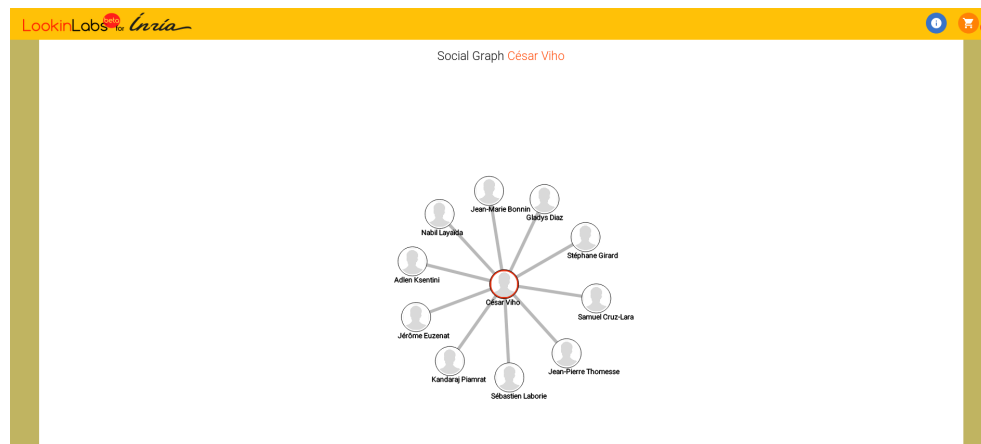 LookinLabs beta for Inría
Social Graph César Viho
Jean-Marie Bonnin
Gladys Diaz
Nabil Layaïda
Stéphane Girard
Adlen Ksentini
César Viho
Samuel Cruz-Lara
Jérôme Euzenat
Jean-Pierre Thomesse
Kandaraj Piamrat
Sébastien Laborie